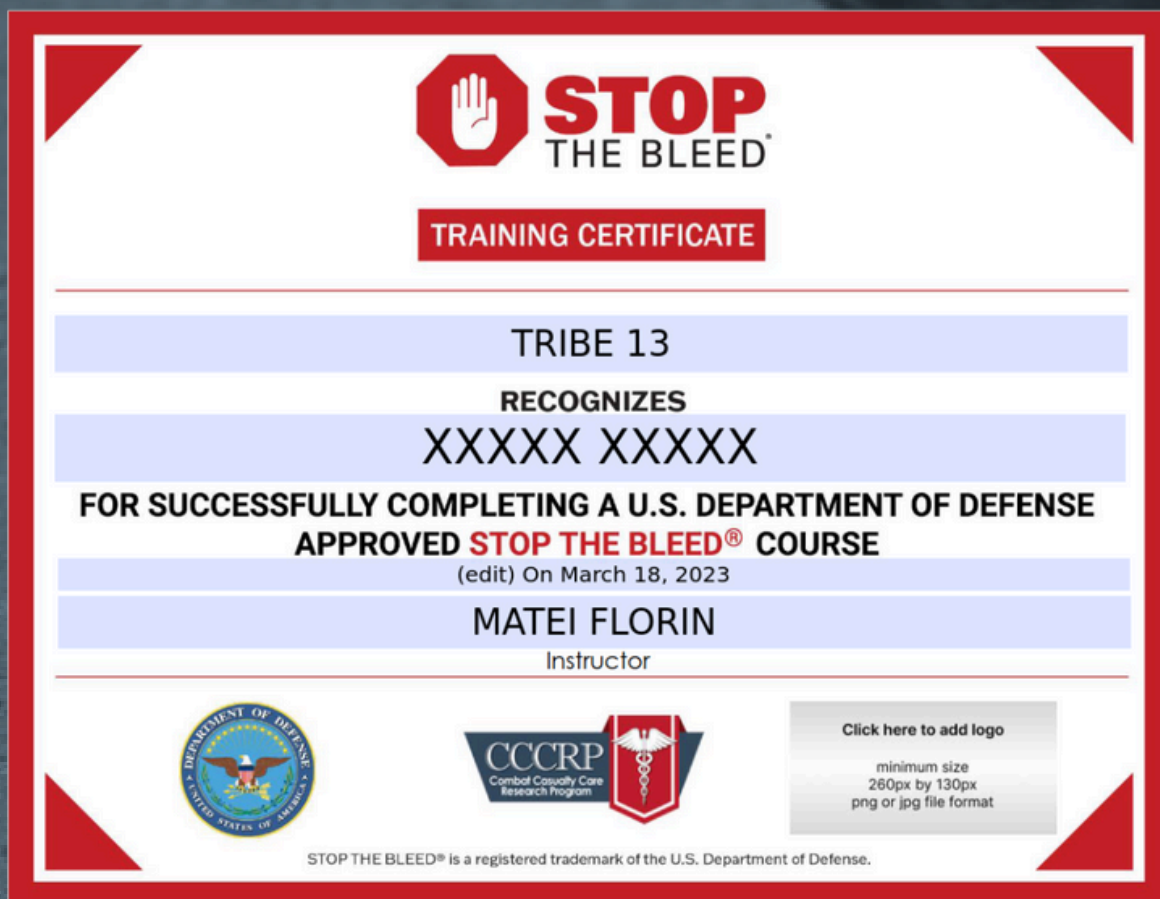 STOP
THE BLEED®
TRAINING CERTIFICATE
TRIBE 13
RECOGNIZES
XXXXX XXXXX
FOR SUCCESSFULLY COMPLETING A U.S. DEPARTMENT OF DEFENSE
APPROVED STOP THE BLEED® COURSE
(edit) On March 18, 2023
MATEI FLORIN
Instructor
DEPARTMENT OF DEFENSE
UNITED STATES OF AMERICA
CCCRP
Combat Casualty Care
Research Program
Click here to add logo
minimum size
260px by 130px
png or jpg file format
STOP THE BLEED® is a registered trademark of the U.S. Department of Defense.